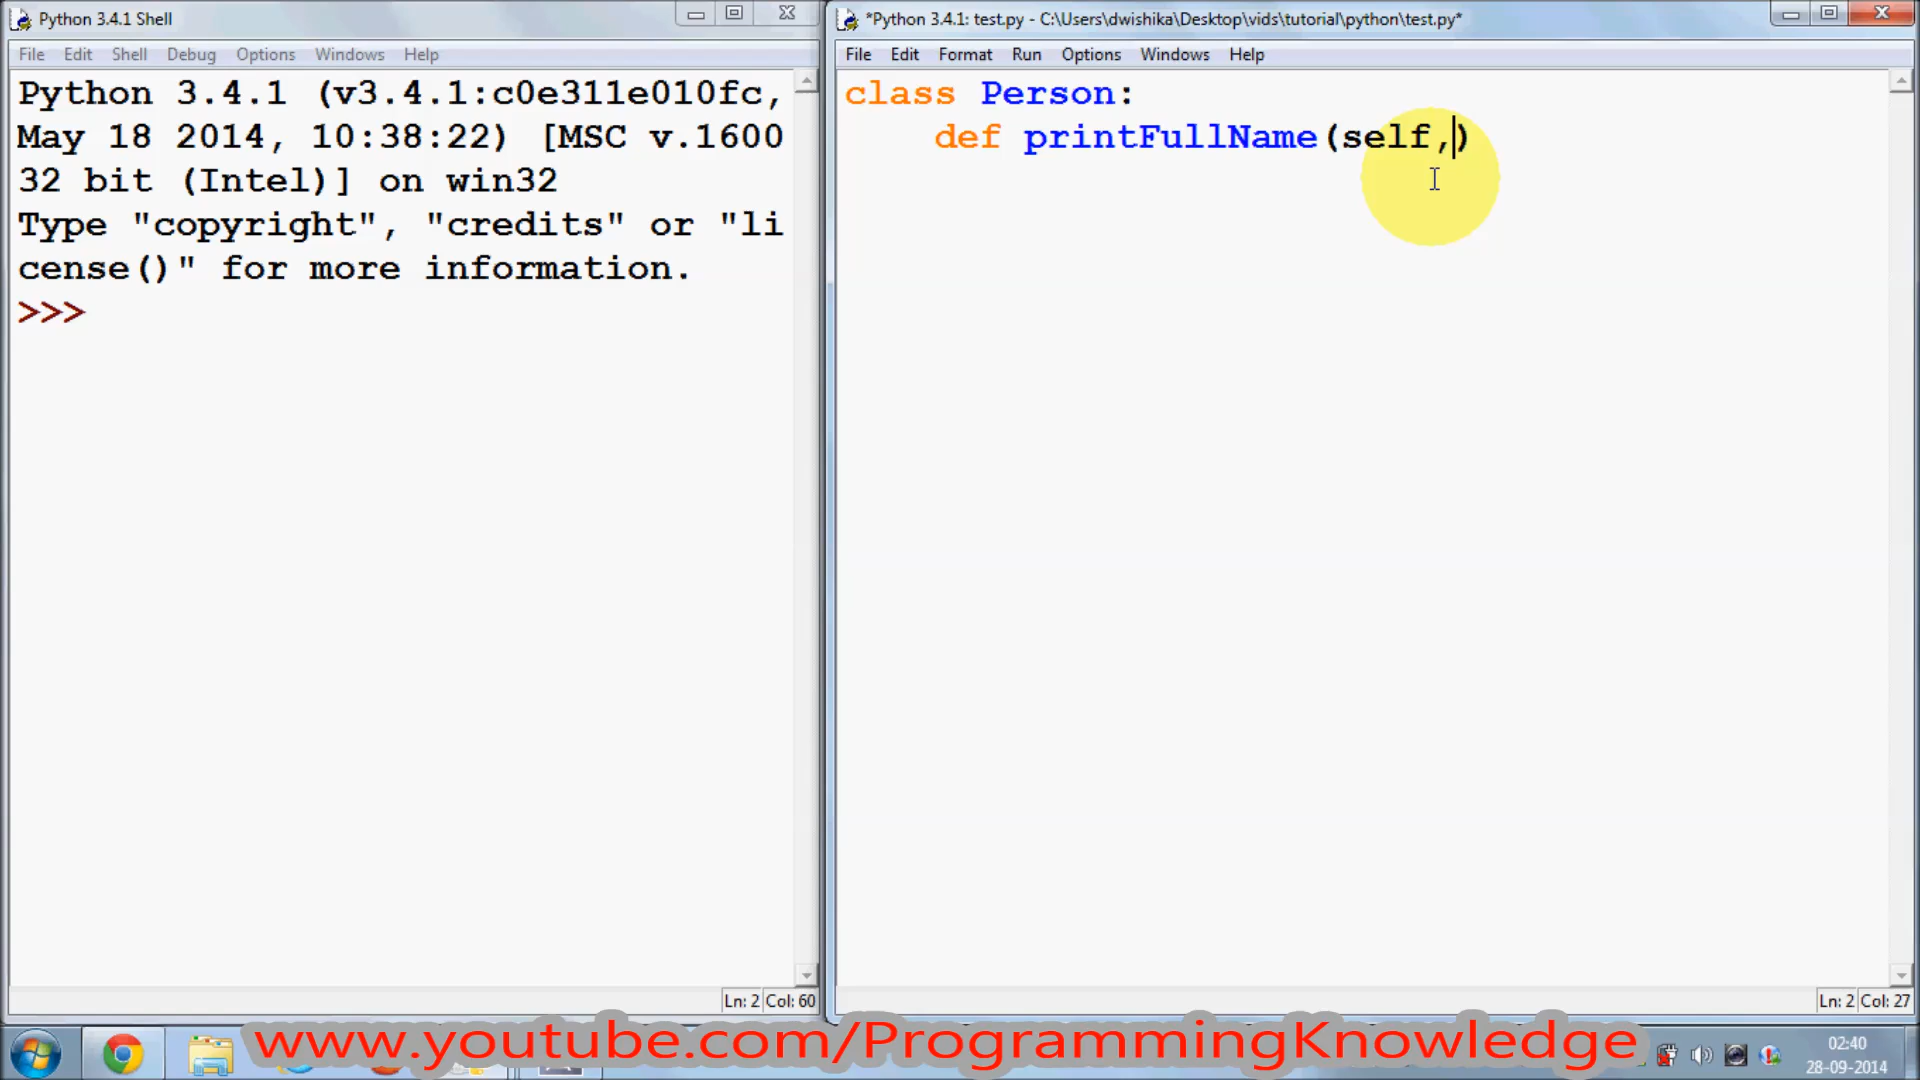 Python 3.4.1 Shell
File Edit Shell Debug Options Windows Help
Python 3.4.1 (v3.4.1:c0e311e010fc,
May 18 2014, 10:38:22) [MSC v.1600
32 bit (Intel)] on win32
Type "copyright", "credits" or "li
cense()" for more information.
>>>
Ln: 2 Col: 60
*Python 3.4.1: test.py - C:\Users\dwishika\Desktop\vids\tutorial\python\test.py*
File Edit Format Run Options Windows Help
class Person:
    def printFullName(self,)
Ln: 2 Col: 27
www.youtube.com/ProgrammingKnowledge
02:40
28-09-2014